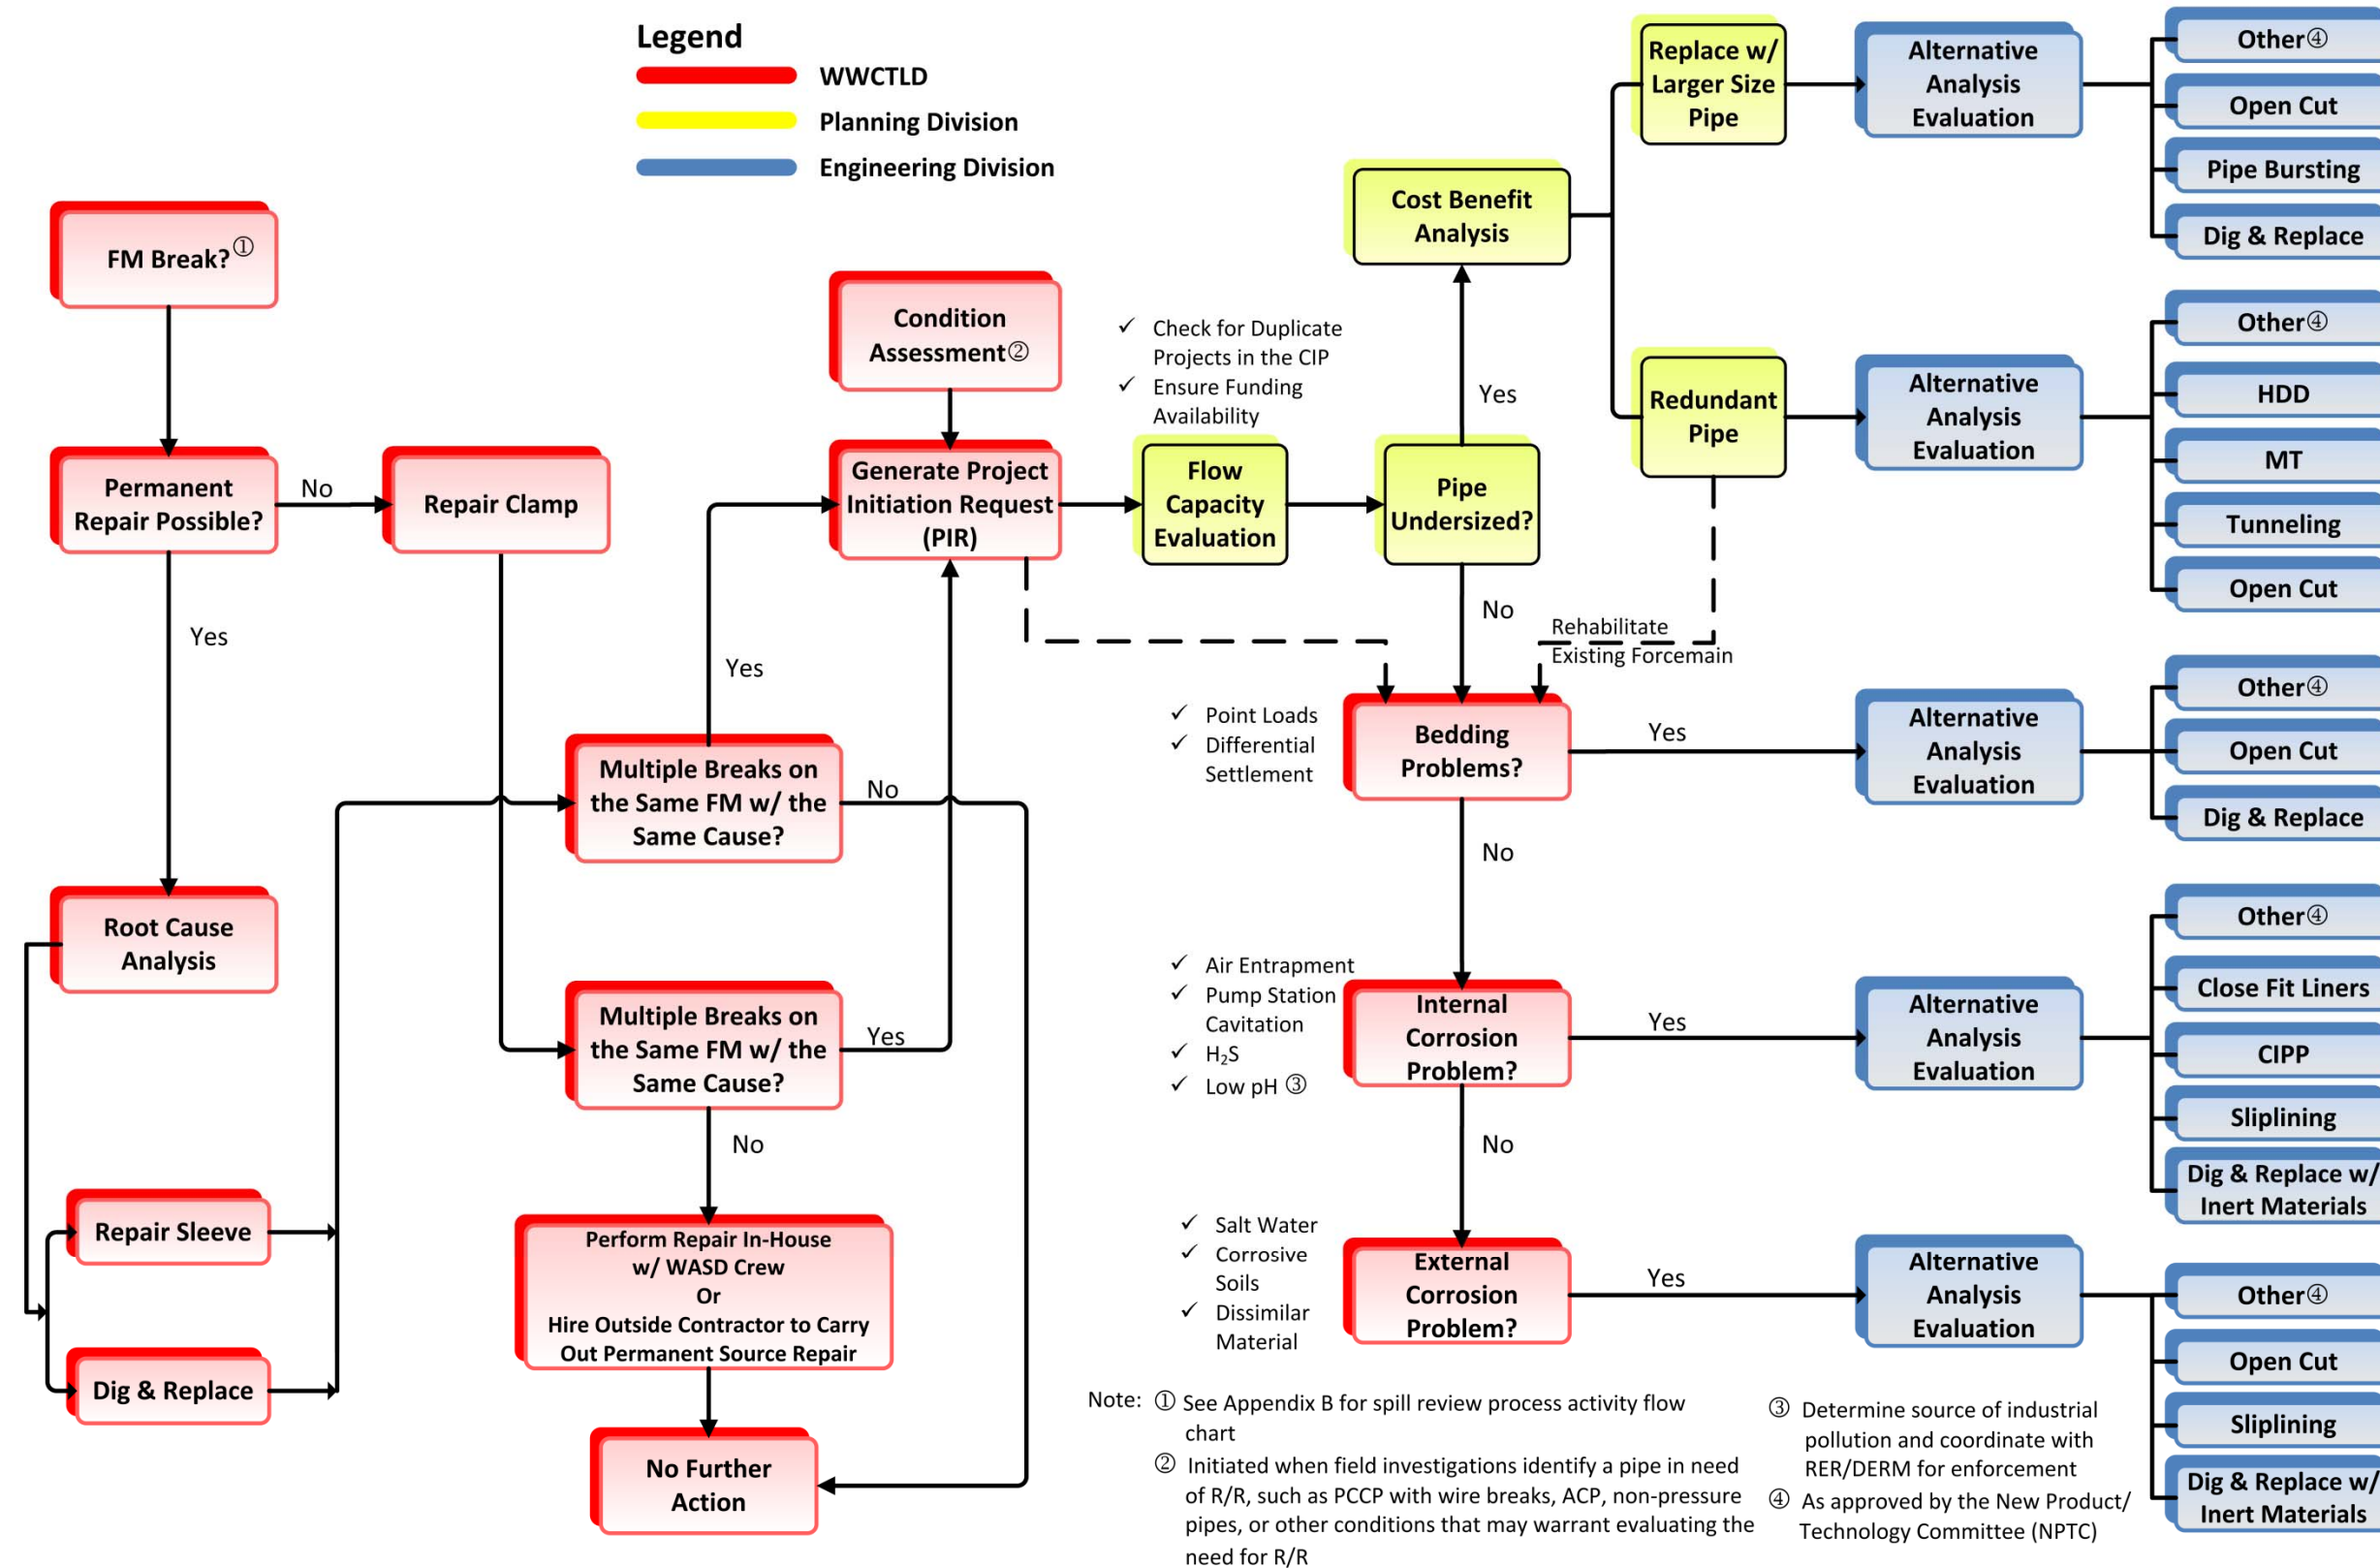 Legend
WWCTLD
Planning Division
Engineering Division
FM Break?①
Permanent
Repair Possible?
No
Yes
Repair Clamp
Root Cause
Analysis
Repair Sleeve
Dig & Replace
Multiple Breaks on
the Same FM w/ the
Same Cause?
Yes
No
Multiple Breaks on
the Same FM w/ the
Same Cause?
Yes
No
Perform Repair In-House
w/ WASD Crew
Or
Hire Outside Contractor to Carry
Out Permanent Source Repair
No Further
Action
Condition
Assessment②
Generate Project
Initiation Request
(PIR)
✓ Check for Duplicate
Projects in the CIP
✓ Ensure Funding
Availability
Flow
Capacity
Evaluation
Pipe
Undersized?
Yes
No
Cost Benefit
Analysis
Replace w/
Larger Size
Pipe
Alternative
Analysis
Evaluation
Other④
Open Cut
Pipe Bursting
Dig & Replace
Redundant
Pipe
Alternative
Analysis
Evaluation
Other④
HDD
MT
Tunneling
Open Cut
Rehabilitate
Existing Forcemain
✓ Point Loads
✓ Differential
Settlement
Bedding
Problems?
Yes
No
Alternative
Analysis
Evaluation
Other④
Open Cut
Dig & Replace
✓ Air Entrapment
✓ Pump Station
Cavitation
✓ H₂S
✓ Low pH ③
Internal
Corrosion
Problem?
Yes
No
Alternative
Analysis
Evaluation
Other④
Close Fit Liners
CIPP
Sliplining
Dig & Replace w/
Inert Materials
✓ Salt Water
✓ Corrosive
Soils
✓ Dissimilar
Material
External
Corrosion
Problem?
Yes
Alternative
Analysis
Evaluation
Other④
Open Cut
Sliplining
Dig & Replace w/
Inert Materials
Note: ① See Appendix B for spill review process activity flow
chart
② Initiated when field investigations identify a pipe in need
of R/R, such as PCCP with wire breaks, ACP, non-pressure
pipes, or other conditions that may warrant evaluating the
need for R/R
③ Determine source of industrial
pollution and coordinate with
RER/DERM for enforcement
④ As approved by the New Product/
Technology Committee (NPTC)